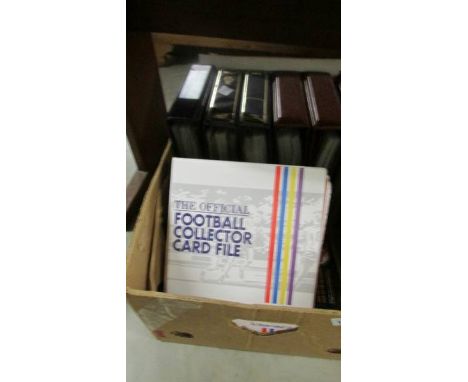 THE OFFICIAL
FOOTBALL
COLLECTOR
CARD FILE